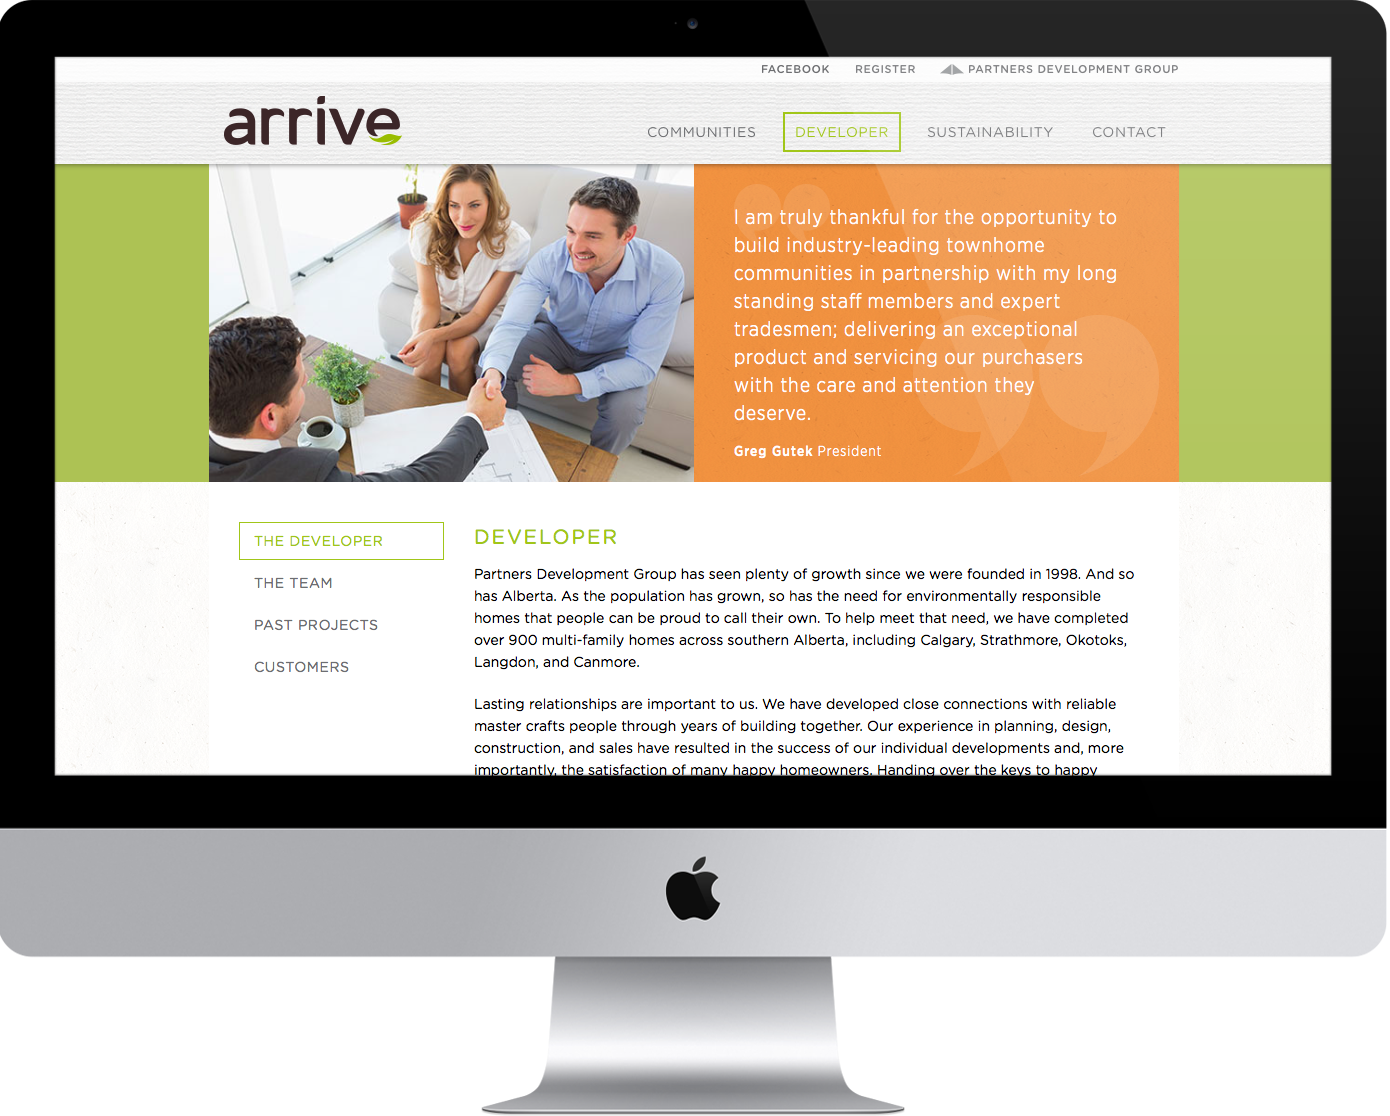 FACEBOOK REGISTER PARTNERS DEVELOPMENT GROUP
arrive
COMMUNITIES DEVELOPER SUSTAINABILITY CONTACT
I am truly thankful for the opportunity to
build industry-leading townhome
communities in partnership with my long
standing staff members and expert
tradesmen; delivering an exceptional
product and servicing our purchasers
with the care and attention they
deserve.
Greg Gutek President
THE DEVELOPER
THE TEAM
PAST PROJECTS
CUSTOMERS
DEVELOPER
Partners Development Group has seen plenty of growth since we were founded in 1998. And so
has Alberta. As the population has grown, so has the need for environmentally responsible
homes that people can be proud to call their own. To help meet that need, we have completed
over 900 multi-family homes across southern Alberta, including Calgary, Strathmore, Okotoks,
Langdon, and Canmore.
Lasting relationships are important to us. We have developed close connections with reliable
master crafts people through years of building together. Our experience in planning, design,
construction, and sales have resulted in the success of our individual developments and, more
importantly, the satisfaction of many happy homeowners. Handing over the keys to happy